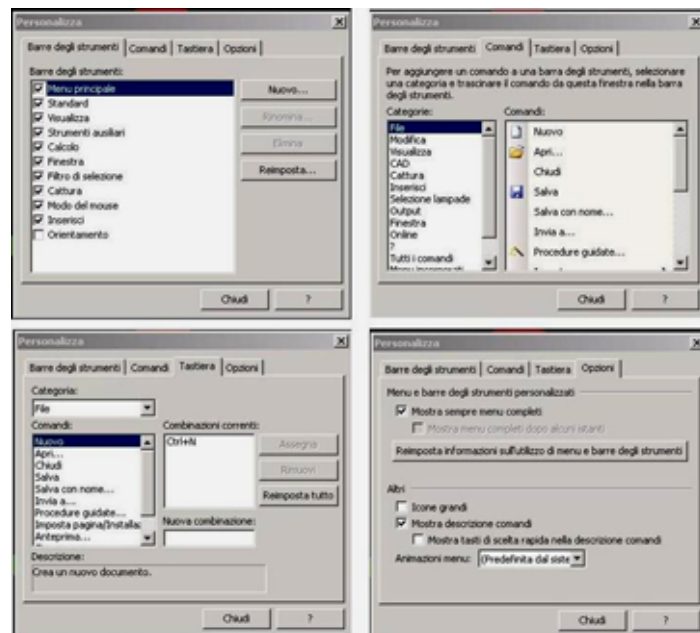 Personalizza
Barre degli strumenti Comandi Tastiera Opzioni
Barre degli strumenti:
Menu principale
Standard
Visualizza
Strumenti ausiliari
Calcolo
Finestra
Filtro di selezione
Cattura
Modo del mouse
Inserisci
Orientamento
Nuovo...
Rinomina...
Elimina
Reimposta...
Chiudi ?
Personalizza
Barre degli strumenti Comandi Tastiera Opzioni
Per aggiungere un comando a una barra degli strumenti, selezionare
una categoria e trascinare il comando da questa finestra nella barra
degli strumenti.
Categorie:
File
Modifica
Visualizza
CAD
Cattura
Inserisci
Selezione lampade
Output
Finestra
Online
?
Tutti i comandi
Menu incorporati
Comandi:
Nuovo
Apri...
Chiudi
Salva
Salva con nome...
Invia a...
Procedure guidate...
Chiudi ?
Personalizza
Barre degli strumenti Comandi Tastiera Opzioni
Categoria:
File
Comandi:
Nuovo
Apri...
Chiudi
Salva
Salva con nome...
Invia a...
Procedure guidate...
Imposta pagina/Installa:
Anteprima...
Combinazioni correnti:
Ctrl+N
Nuova combinazione:
Assegna
Rimuovi
Reimposta tutto
Descrizione:
Crea un nuovo documento.
Chiudi ?
Personalizza
Barre degli strumenti Comandi Tastiera Opzioni
Menu e barre degli strumenti personalizzati
Mostra sempre menu completi
Mostra menu completi dopo alcuni istanti
Reimposta informazioni sull'utilizzo di menu e barre degli strumenti
Altri
Icone grandi
Mostra descrizione comandi
Mostra tasti di scelta rapida nella descrizione comandi
Animazioni menu: (Predefinita dal siste
Chiudi ?